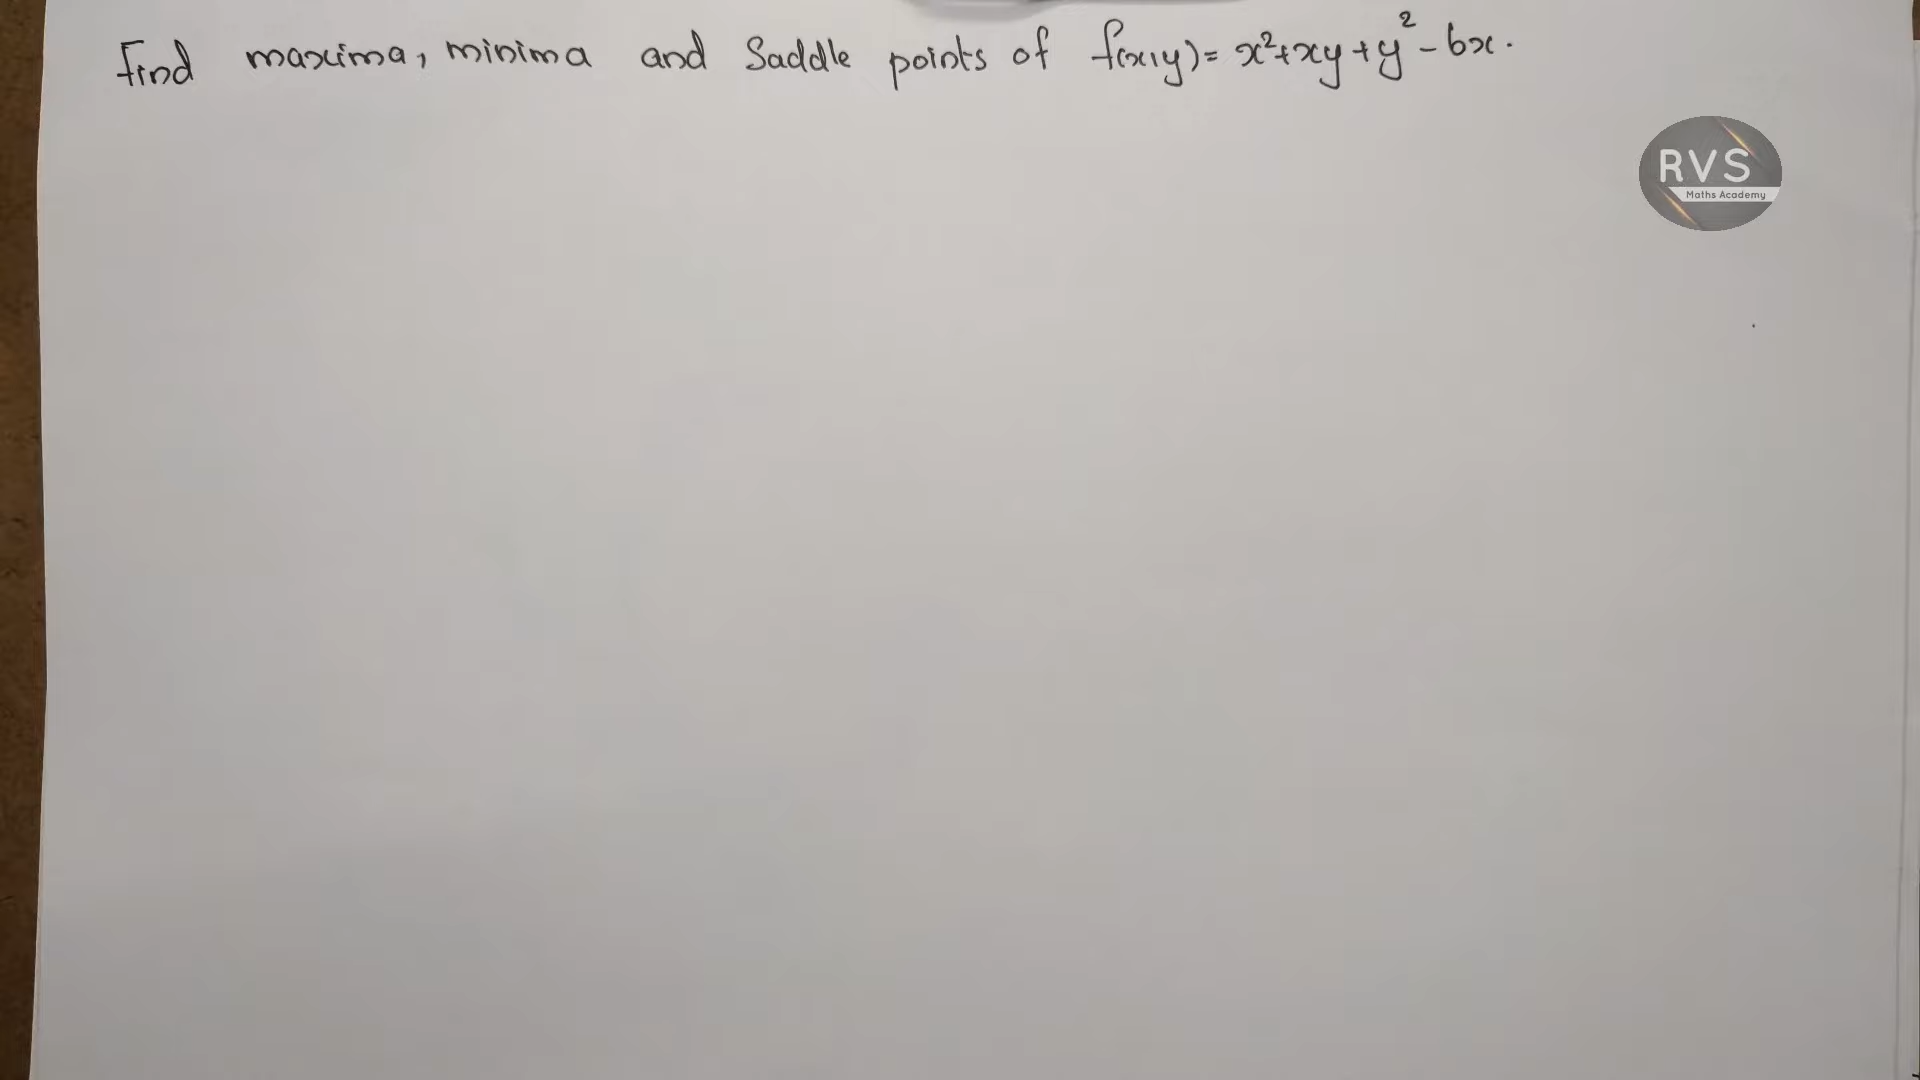 Find maxima, minima and Saddle points of f(x,y) = x²+xy+y²-6x.
RVS
Maths Academy